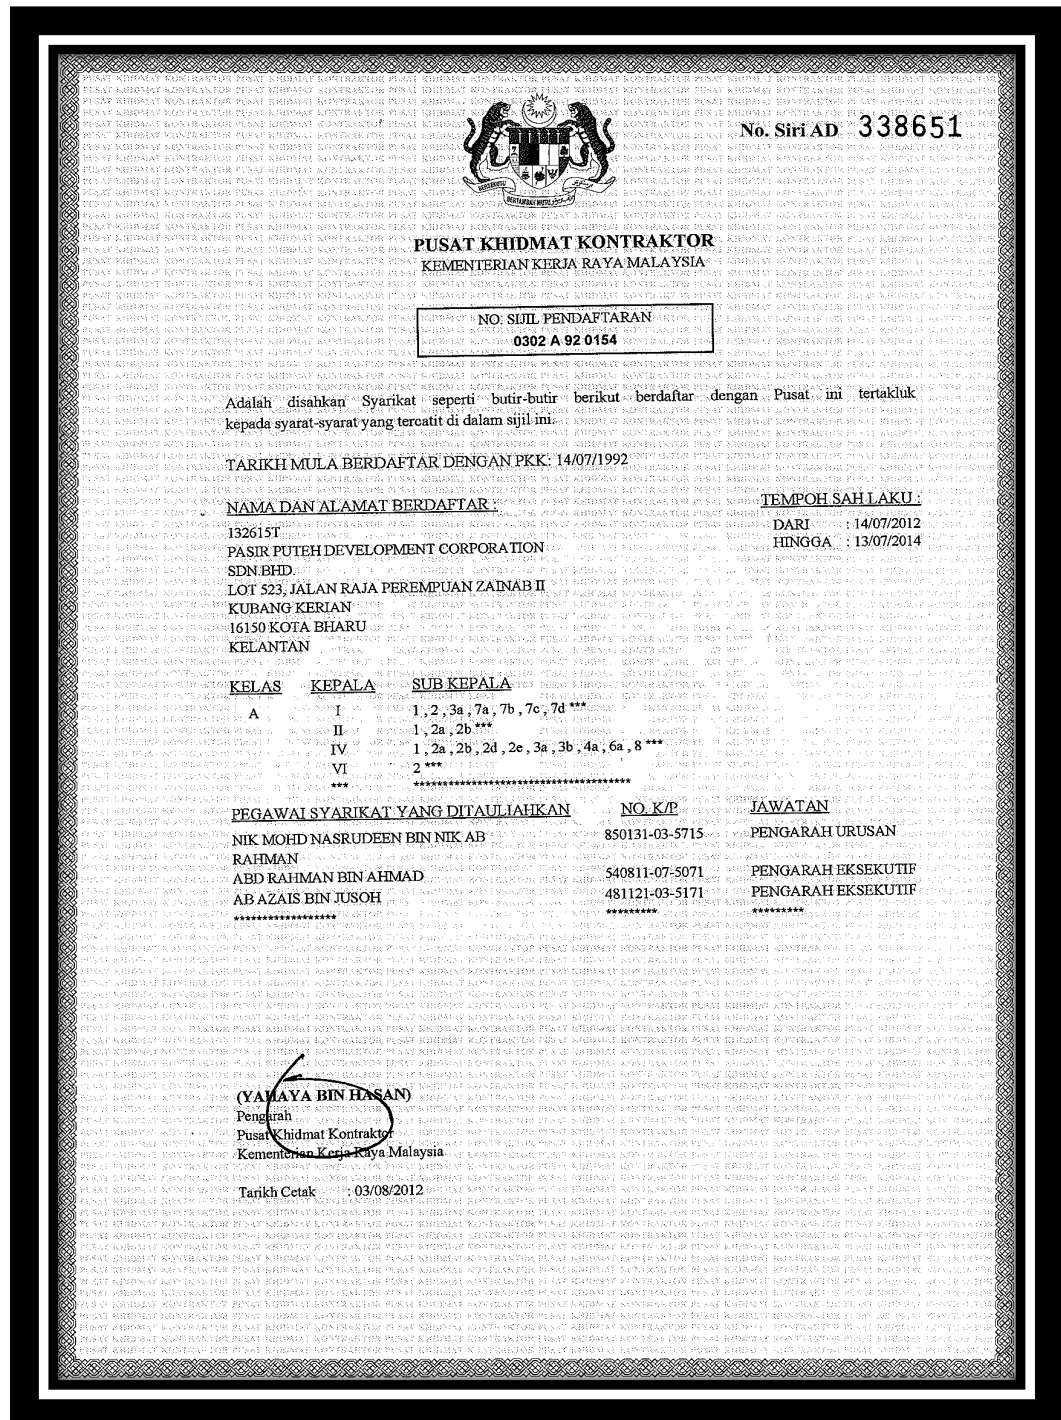 No. Siri AD 338651
BERTAMBAH MUTU
PUSAT KHIDMAT KONTRAKTOR
KEMENTERIAN KERJA RAYA MALAYSIA
NO. SIJIL PENDAFTARAN
0302 A 92 0154
Adalah disahkan Syarikat seperti butir-butir berikut berdaftar dengan Pusat ini tertakluk
kepada syarat-syarat yang tercatit di dalam sijil ini.
TARIKH MULA BERDAFTAR DENGAN PKK: 14/07/1992
NAMA DAN ALAMAT BERDAFTAR :
TEMPOH SAH LAKU :
DARI : 14/07/2012
HINGGA : 13/07/2014
132615T
PASIR PUTEH DEVELOPMENT CORPORATION
SDN.BHD.
LOT 523, JALAN RAJA PEREMPUAN ZAINAB II
KUBANG KERIAN
16150 KOTA BHARU
KELANTAN
KELAS KEPALA SUB KEPALA
A I 1 , 2 , 3a , 7a , 7b , 7c , 7d ***
II 1 , 2a , 2b ***
IV 1 , 2a , 2b , 2d , 2e , 3a , 3b , 4a , 6a , 8 ***
VI 2 ***
*** *************************************
PEGAWAI SYARIKAT YANG DITAULIAHKAN NO. K/P JAWATAN
NIK MOHD NASRUDEEN BIN NIK AB 850131-03-5715 PENGARAH URUSAN
RAHMAN
ABD RAHMAN BIN AHMAD 540811-07-5071 PENGARAH EKSEKUTIF
AB AZAIS BIN JUSOH 481121-03-5171 PENGARAH EKSEKUTIF
****************** ********* *********
(YAHAYA BIN HASAN)
Pengarah
Pusat Khidmat Kontraktor
Kementerian Kerja Raya Malaysia
Tarikh Cetak : 03/08/2012